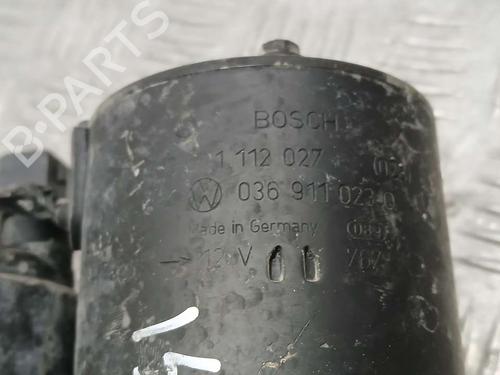 B-PARTS
BOSCH
1 112 027
036 911 023
Made in Germany
12 V